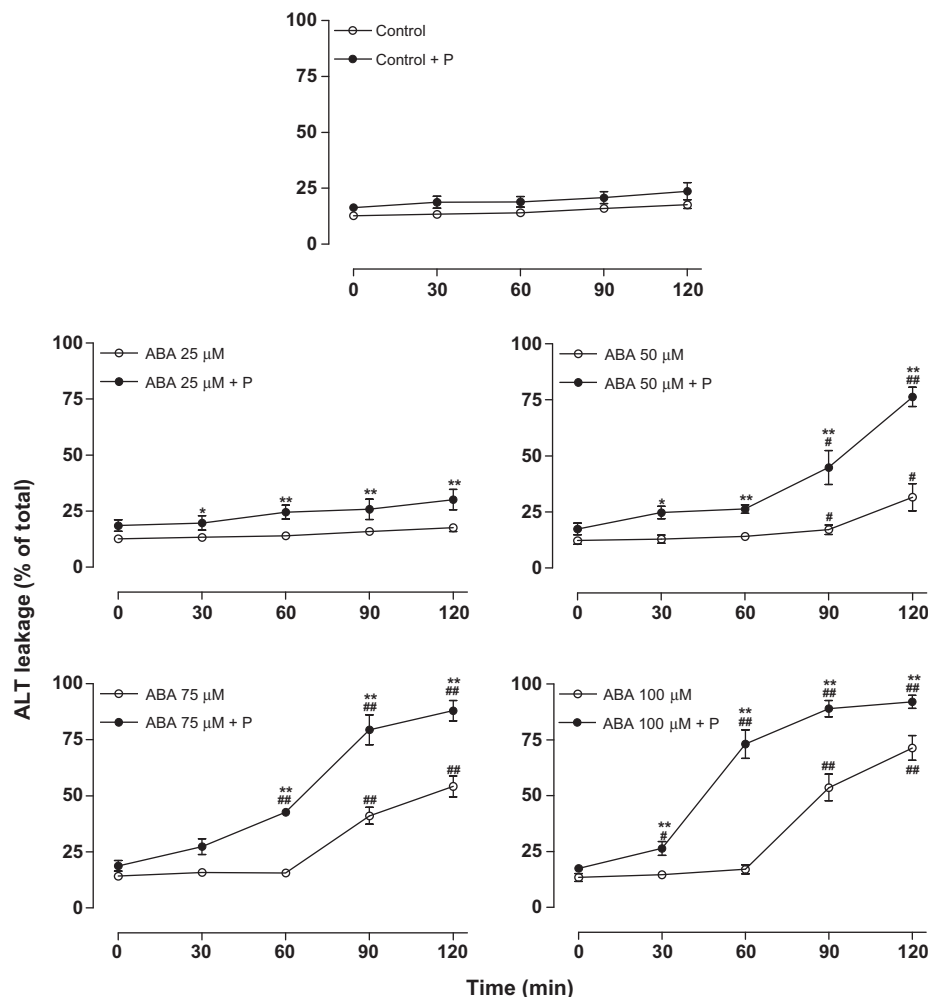 100
75
50
25
0
Control
Control + P
0 30 60 90 120
ALT leakage (% of total)
100
75
50
25
0
ABA 25 μM
ABA 25 μM + P
* ** ** **
0 30 60 90 120
100
75
50
25
0
ABA 50 μM
ABA 50 μM + P
* ** ** **
# ##
# #
0 30 60 90 120
100
75
50
25
0
ABA 75 μM
ABA 75 μM + P
** ** **
## ## ##
## ##
0 30 60 90 120
100
75
50
25
0
ABA 100 μM
ABA 100 μM + P
** ** ** **
# ## ## ##
## ##
0 30 60 90 120
Time (min)